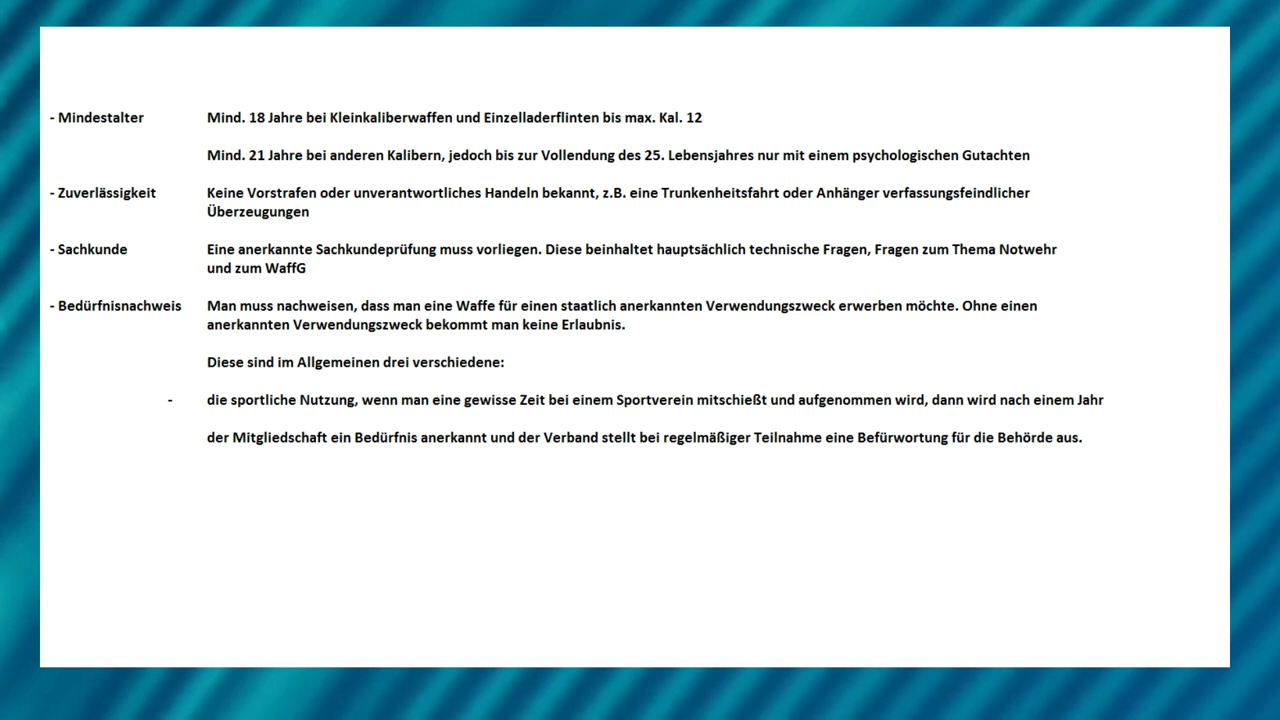 - Mindestalter Mind. 18 Jahre bei Kleinkaliberwaffen und Einzelladerflinten bis max. Kal. 12
Mind. 21 Jahre bei anderen Kalibern, jedoch bis zur Vollendung des 25. Lebensjahres nur mit einem psychologischen Gutachten
- Zuverlässigkeit Keine Vorstrafen oder unverantwortliches Handeln bekannt, z.B. eine Trunkenheitsfahrt oder Anhänger verfassungsfeindlicher
Überzeugungen
- Sachkunde Eine anerkannte Sachkundeprüfung muss vorliegen. Diese beinhaltet hauptsächlich technische Fragen, Fragen zum Thema Notwehr
und zum WaffG
- Bedürfnisnachweis Man muss nachweisen, dass man eine Waffe für einen staatlich anerkannten Verwendungszweck erwerben möchte. Ohne einen
anerkannten Verwendungszweck bekommt man keine Erlaubnis.
Diese sind im Allgemeinen drei verschiedene:
- die sportliche Nutzung, wenn man eine gewisse Zeit bei einem Sportverein mitschießt und aufgenommen wird, dann wird nach einem Jahr
der Mitgliedschaft ein Bedürfnis anerkannt und der Verband stellt bei regelmäßiger Teilnahme eine Befürwortung für die Behörde aus.